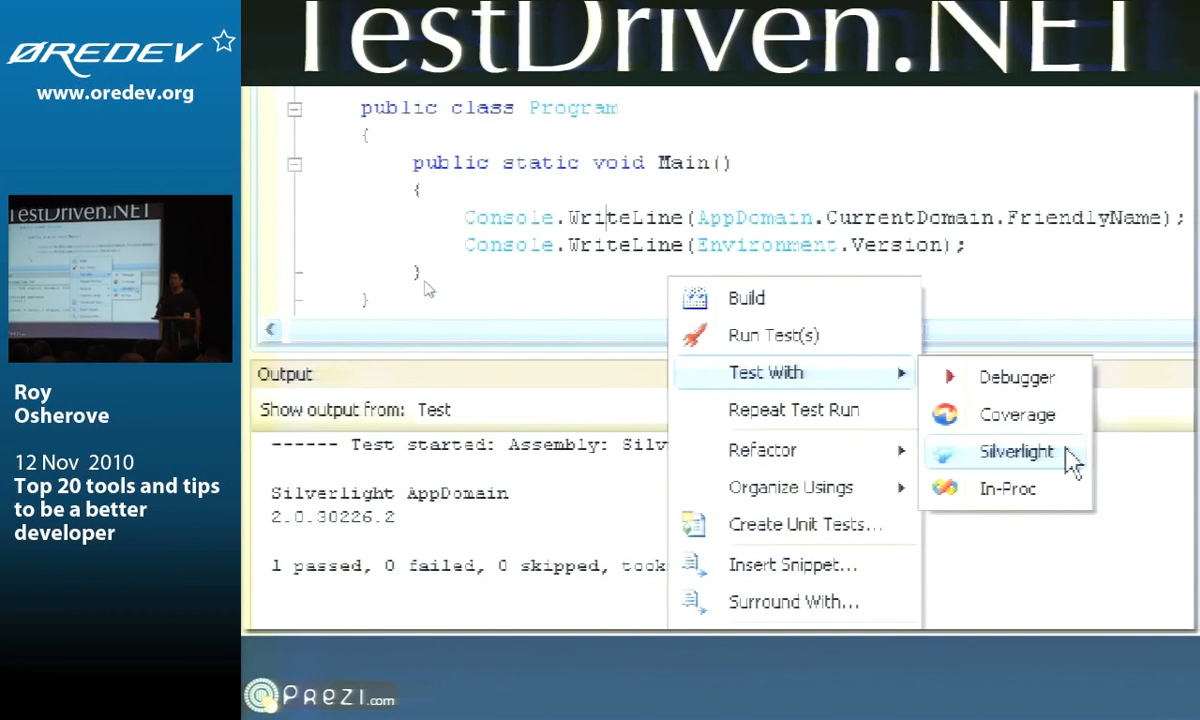 ØREDEV
www.oredev.org
TestDriven.NET
Roy
Osherove
12 Nov 2010
Top 20 tools and tips
to be a better
developer
TestDriven.NET
public class Program
{
public static void Main()
{
Console.WriteLine(AppDomain.CurrentDomain.FriendlyName);
Console.WriteLine(Environment.Version);
}
}
Output
Show output from: Test
------ Test started: Assembly: Silv
Silverlight AppDomain
2.0.30226.2
1 passed, 0 failed, 0 skipped, took
Build
Run Test(s)
Test With
Repeat Test Run
Refactor
Organize Usings
Create Unit Tests...
Insert Snippet...
Surround With...
Debugger
Coverage
Silverlight
In-Proc
Prezi.com